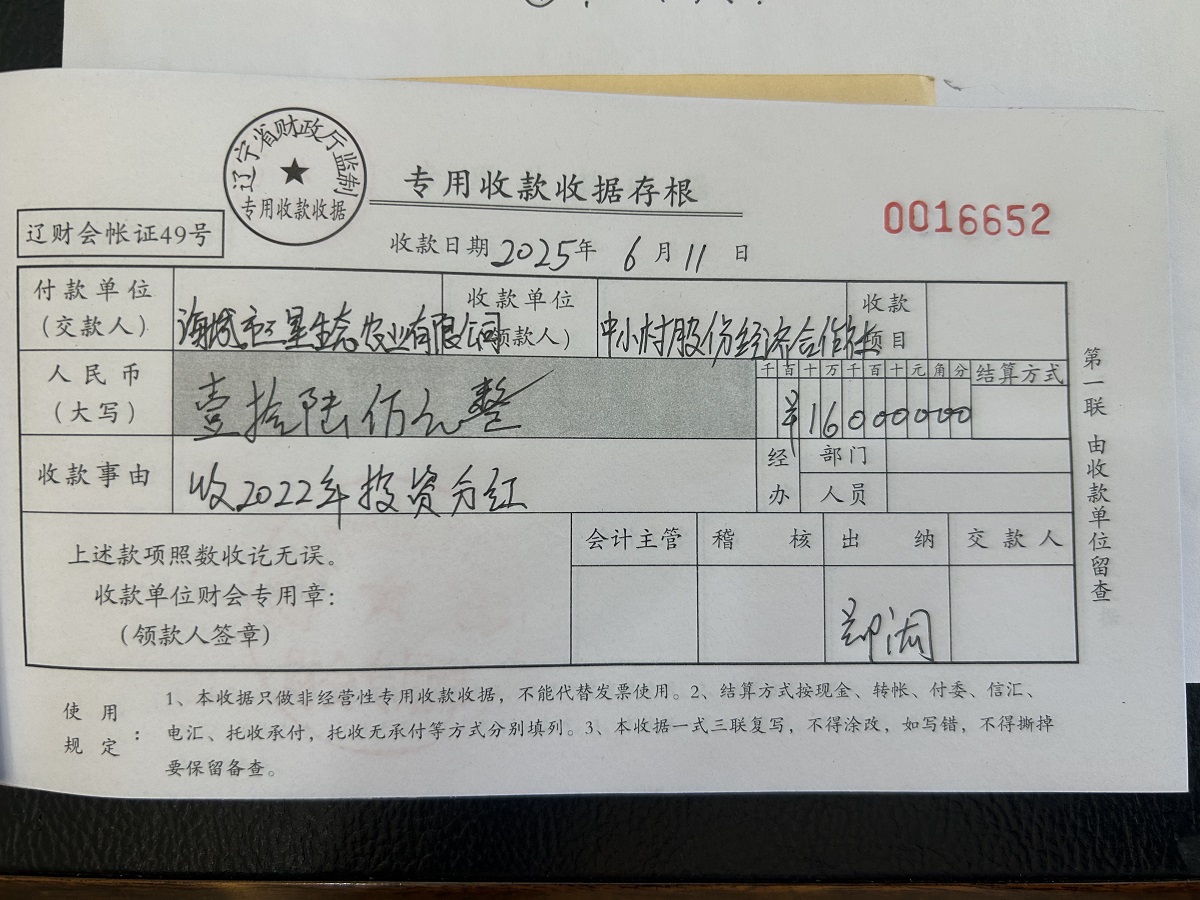 辽宁省财政厅监制
专用收款收据
专用收款收据存根
0016652
辽财会帐证49号
收款日期2025年 6月11日
付款单位
(交款人)
海城市三星生态农业有限公司
收款单位
(领款人)
中小村股份经济合作社
收款
项目
人民币
(大写)
壹拾陆佰元整
千百十万千百十元角分
结算方式
¥16000000
收款事由
收2022年投资分红
经
办
部门
人员
上述款项照数收讫无误。
收款单位财会专用章:
(领款人签章)
会计主管
稽核
出纳
交款人
第一联 由收款单位留查
使用
规定:
1、本收据只做非经营性专用收款收据，不能代替发票使用。2、结算方式按现金、转帐、付委、信汇、
电汇、托收承付，托收无承付等方式分别填列。3、本收据一式三联复写，不得涂改，如写错，不得撕掉
要保留备查。